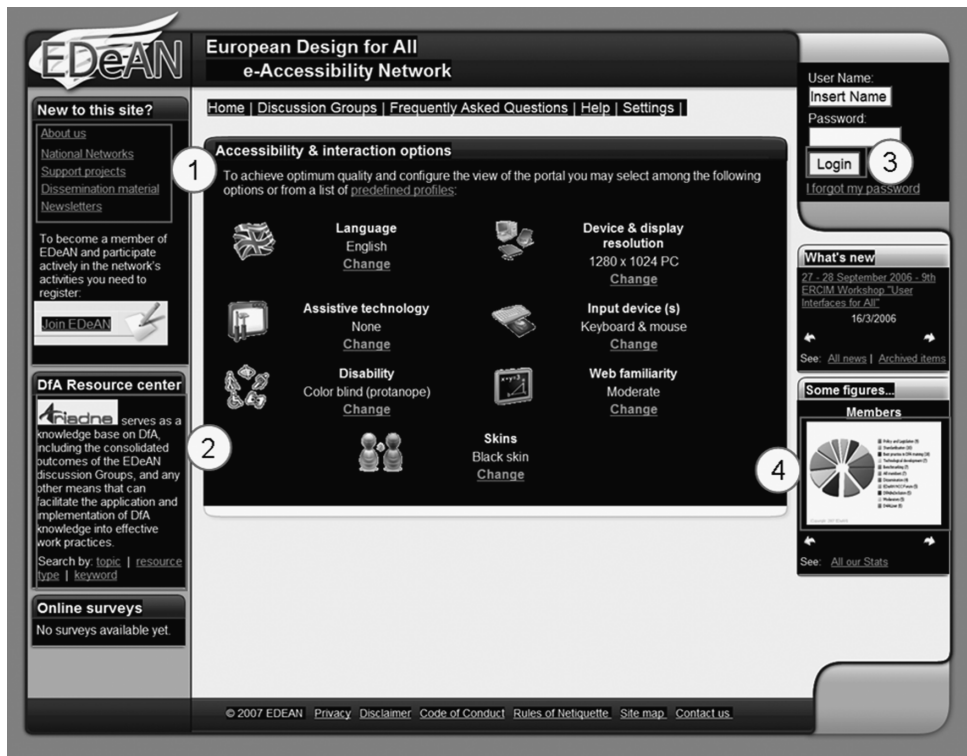 EDeAN
European Design for All
e-Accessibility Network
Home | Discussion Groups | Frequently Asked Questions | Help | Settings |
New to this site?
About us
National Networks
Support projects
Dissemination material
Newsletters
To become a member of
EDeAN and participate
actively in the network's
activities you need to
register:
Join EDeAN
DfA Resource center
Ariadne serves as a
knowledge base on DfA,
including the consolidated
outcomes of the EDeAN
discussion Groups, and any
other means that can
facilitate the application and
implementation of DfA
knowledge into effective
work practices.
Search by: topic | resource
type | keyword
Online surveys
No surveys available yet.
1
2
Accessibility & interaction options
To achieve optimum quality and configure the view of the portal you may select among the following
options or from a list of predefined profiles:
Language
English
Change
Device & display
resolution
1280 x 1024 PC
Change
Assistive technology
None
Change
Input device (s)
Keyboard & mouse
Change
Disability
Color blind (protanope)
Change
Web familiarity
Moderate
Change
Skins
Black skin
Change
User Name:
Insert Name
Password:
Login
3
I forgot my password
What's new
27 - 28 September 2006 - 9th
ERCIM Workshop "User
Interfaces for All"
16/3/2006
See: All news | Archived items
Some figures...
Members
4
See: All our Stats
© 2007 EDEAN Privacy Disclaimer Code of Conduct Rules of Netiquette Site map Contact us